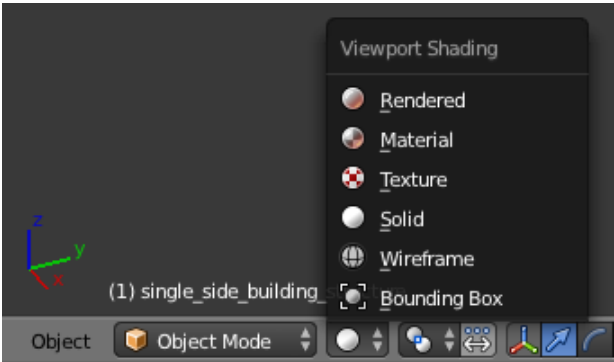 Viewport Shading
Rendered
Material
Texture
Solid
Wireframe
Bounding Box
z
y
x
(1) single_side_building_
Object
Object Mode